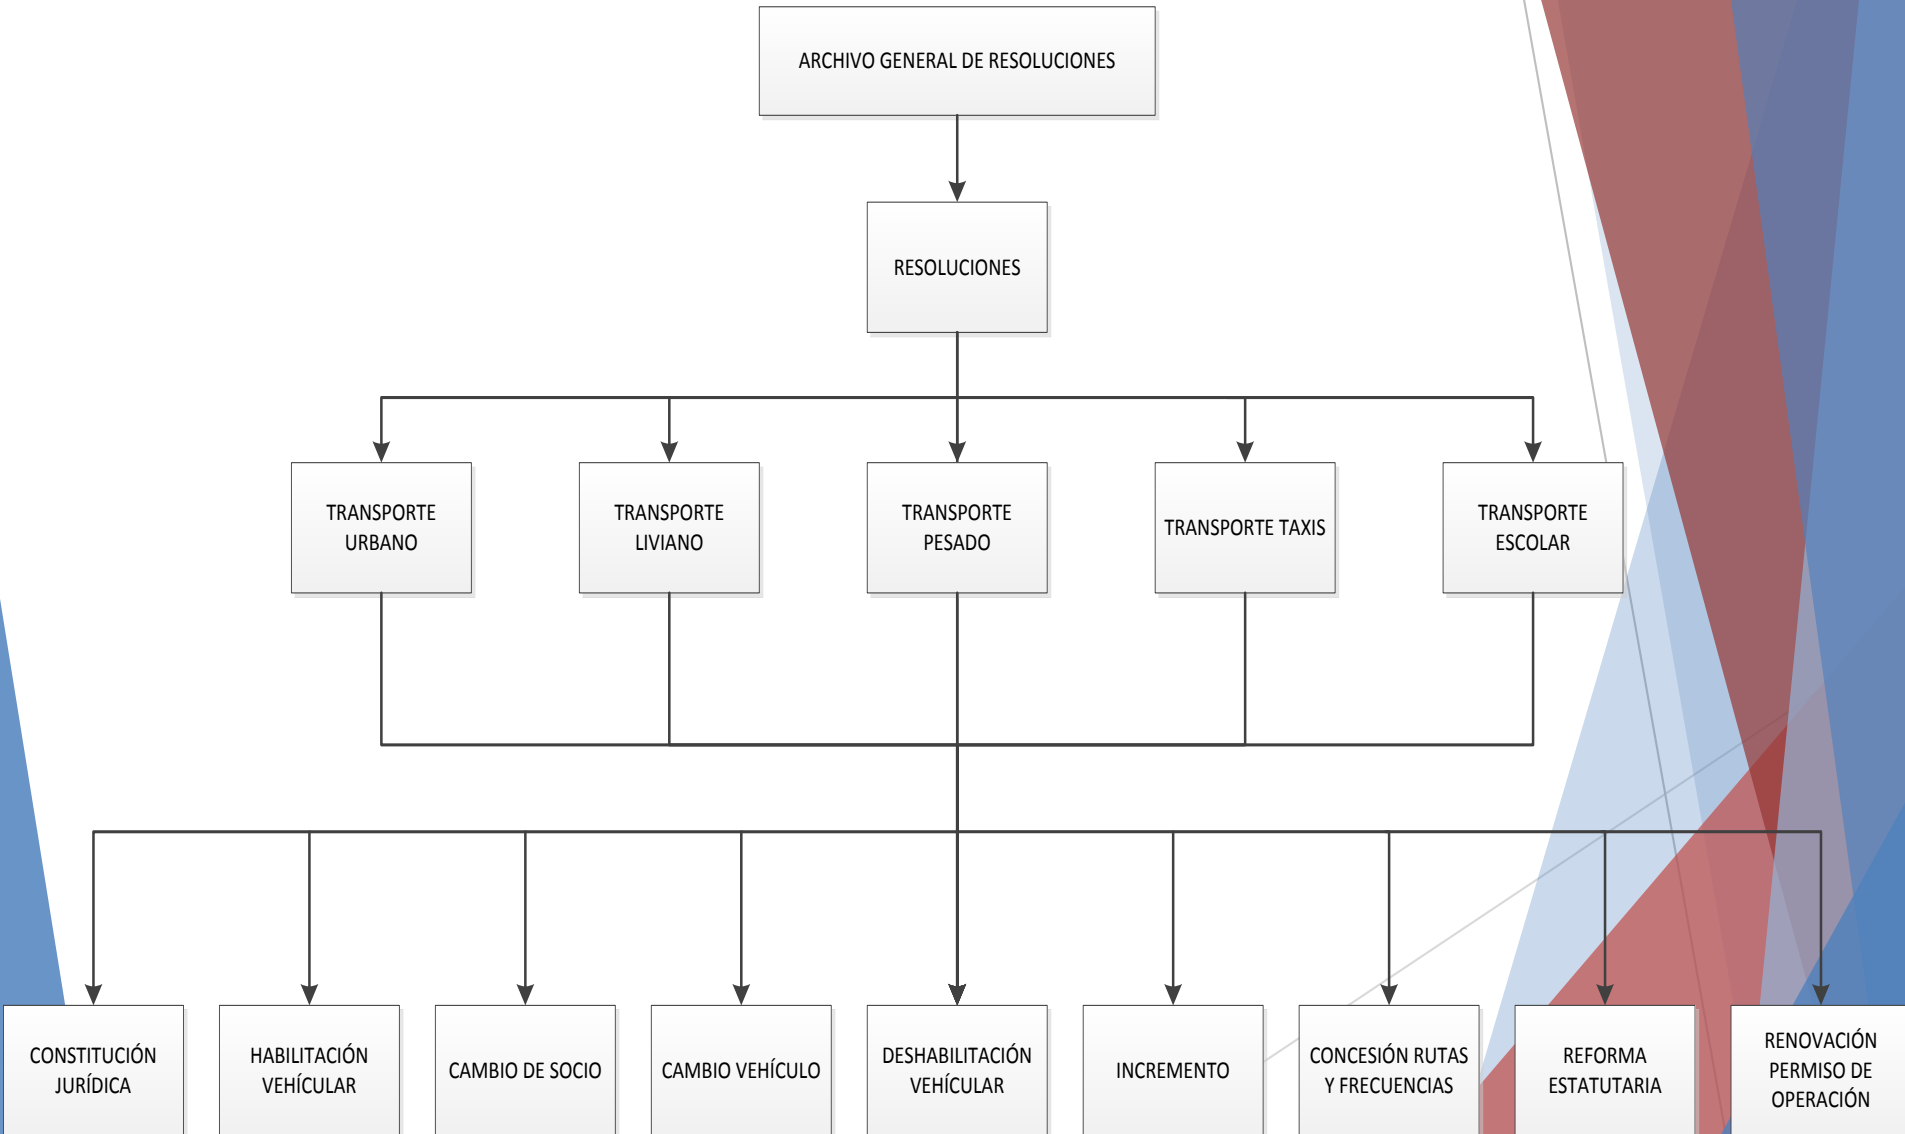 ARCHIVO GENERAL DE RESOLUCIONES
RESOLUCIONES
TRANSPORTE
URBANO
TRANSPORTE
LIVIANO
TRANSPORTE
PESADO
TRANSPORTE TAXIS
TRANSPORTE
ESCOLAR
CONSTITUCIÓN
JURÍDICA
HABILITACIÓN
VEHÍCULAR
CAMBIO DE SOCIO
CAMBIO VEHÍCULO
DESHABILITACIÓN
VEHÍCULAR
INCREMENTO
CONCESIÓN RUTAS
Y FRECUENCIAS
REFORMA
ESTATUTARIA
RENOVACIÓN
PERMISO DE
OPERACIÓN